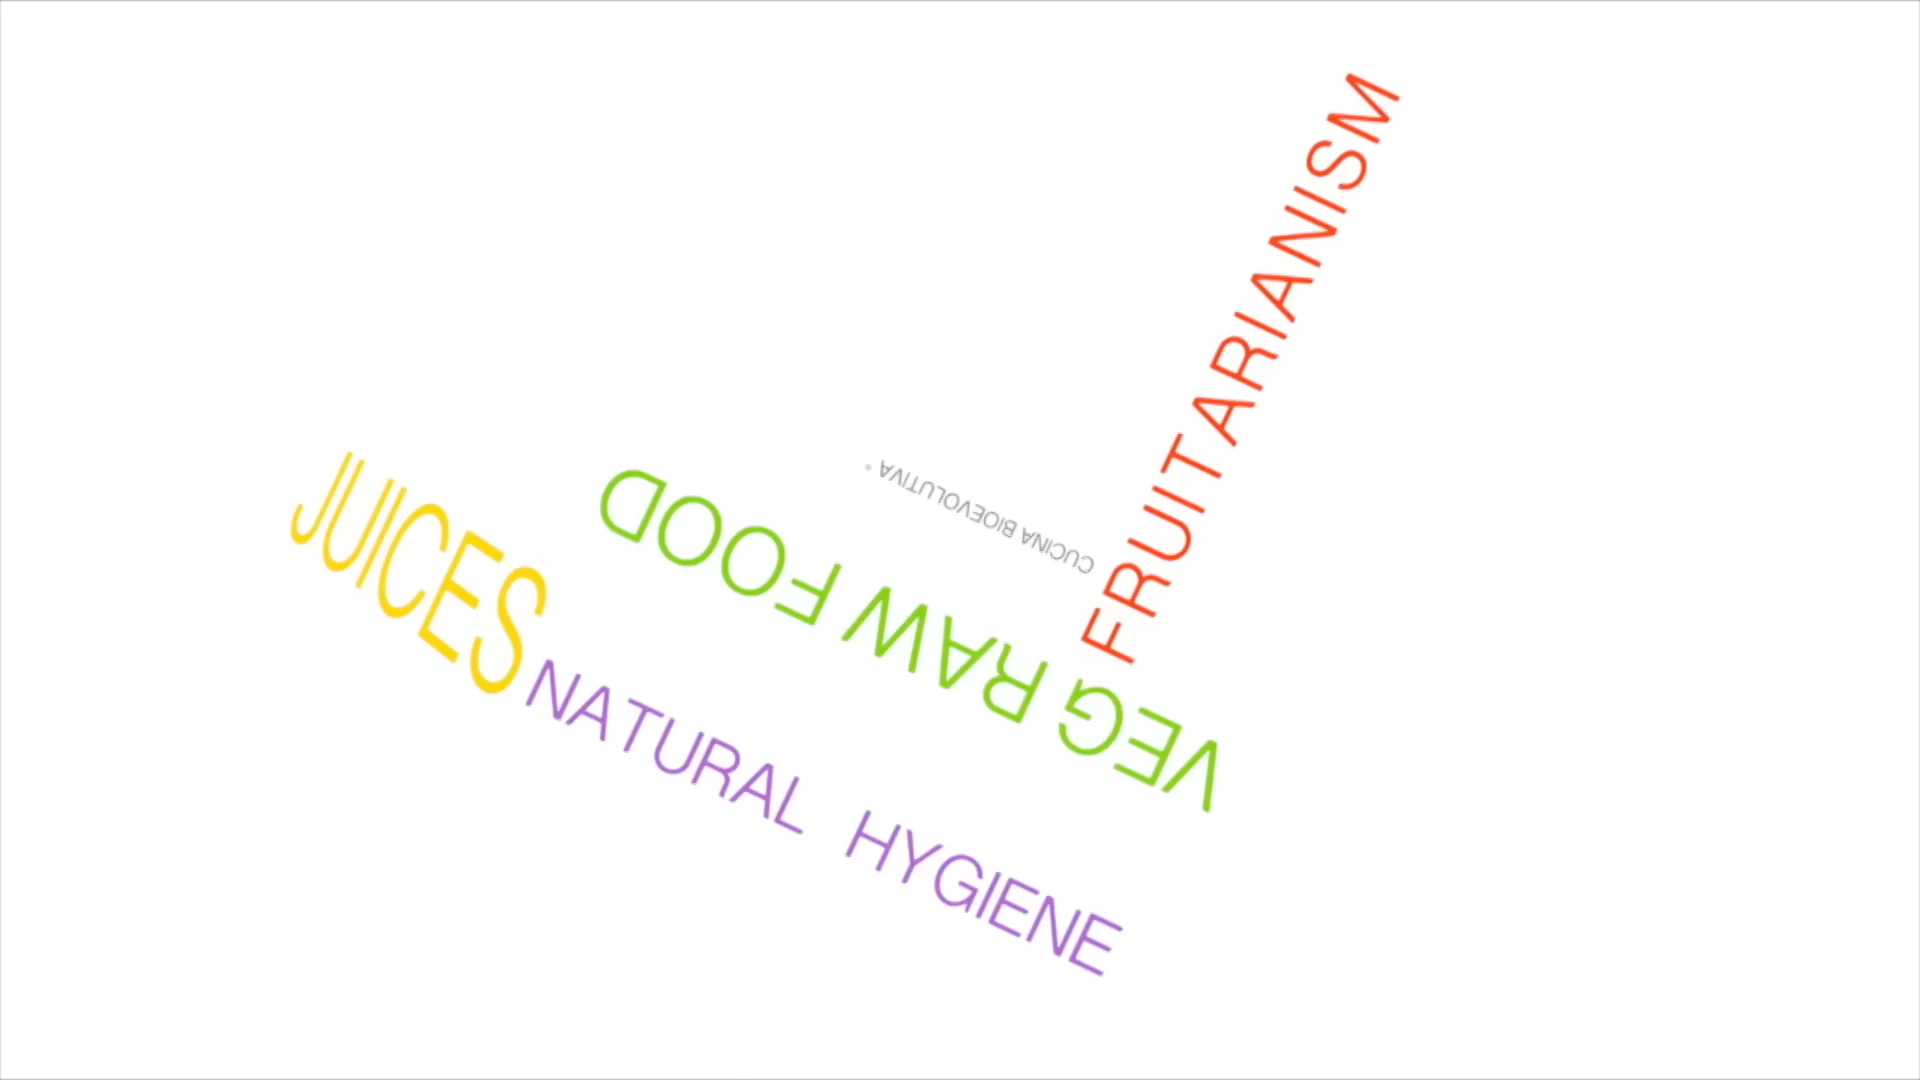 FRUITARIANISM
CUCINA BIOEVOLUTIVA
VEG RAW FOOD
JUICES
NATURAL HYGIENE